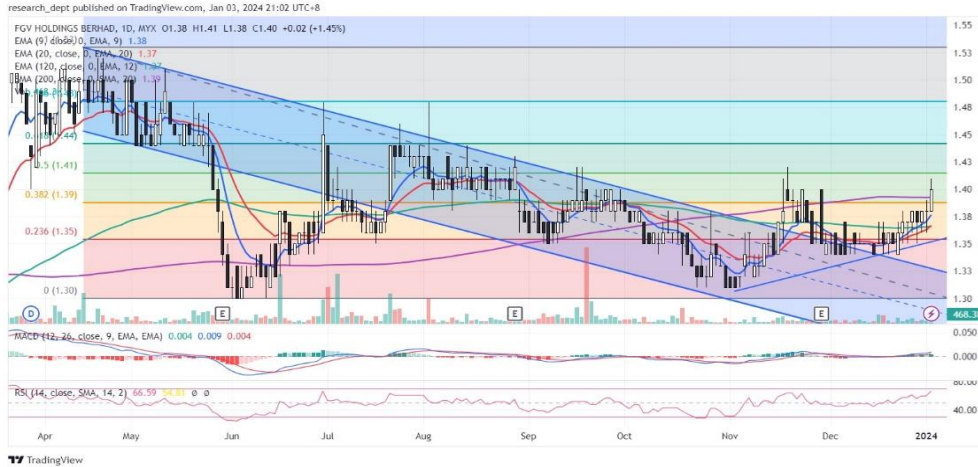 research_dept published on TradingView.com, Jan 03, 2024 21:02 UTC+8
FGV HOLDINGS BERHAD, 1D, MYX O1.38 H1.41 L1.38 C1.40 +0.02 (+1.45%)
EMA (9, close, 0, EMA, 9) 1.38
EMA (20, close, 0, EMA, 20) 1.37
EMA (120, close, 0, EMA, 12)
(200, close, 0, SMA, 20) 1.39
0.618 (1.44)
0.5 (1.41)
0.382 (1.39)
0.236 (1.35)
0 (1.30)
1.55
1.53
1.50
1.48
1.45
1.43
1.40
1.38
1.35
1.33
1.30
D
E
E
E
MACD (12, 26, close, 9, EMA, EMA) 0.004 0.009 0.004
0.050
0.000
RSI (14, close, SMA, 14, 2) 66.59 ø ø
80.00
40.00
Apr May Jun Jul Aug Sep Oct Nov Dec 2024
TradingView